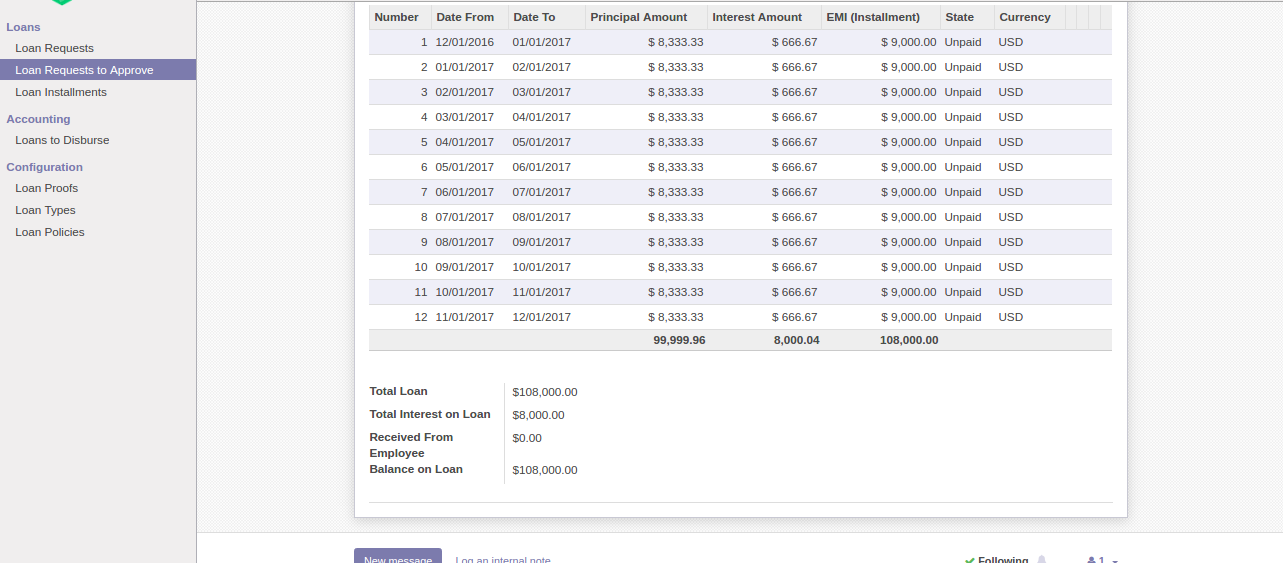 Loans
Loan Requests
Loan Requests to Approve
Loan Installments
Accounting
Loans to Disburse
Configuration
Loan Proofs
Loan Types
Loan Policies
Number Date From Date To Principal Amount Interest Amount EMI (Installment) State Currency
1 12/01/2016 01/01/2017 $ 8,333.33 $ 666.67 $ 9,000.00 Unpaid USD
2 01/01/2017 02/01/2017 $ 8,333.33 $ 666.67 $ 9,000.00 Unpaid USD
3 02/01/2017 03/01/2017 $ 8,333.33 $ 666.67 $ 9,000.00 Unpaid USD
4 03/01/2017 04/01/2017 $ 8,333.33 $ 666.67 $ 9,000.00 Unpaid USD
5 04/01/2017 05/01/2017 $ 8,333.33 $ 666.67 $ 9,000.00 Unpaid USD
6 05/01/2017 06/01/2017 $ 8,333.33 $ 666.67 $ 9,000.00 Unpaid USD
7 06/01/2017 07/01/2017 $ 8,333.33 $ 666.67 $ 9,000.00 Unpaid USD
8 07/01/2017 08/01/2017 $ 8,333.33 $ 666.67 $ 9,000.00 Unpaid USD
9 08/01/2017 09/01/2017 $ 8,333.33 $ 666.67 $ 9,000.00 Unpaid USD
10 09/01/2017 10/01/2017 $ 8,333.33 $ 666.67 $ 9,000.00 Unpaid USD
11 10/01/2017 11/01/2017 $ 8,333.33 $ 666.67 $ 9,000.00 Unpaid USD
12 11/01/2017 12/01/2017 $ 8,333.33 $ 666.67 $ 9,000.00 Unpaid USD
99,999.96 8,000.04 108,000.00
Total Loan $108,000.00
Total Interest on Loan $8,000.00
Received From $0.00
Employee
Balance on Loan $108,000.00
New message Log an internal note Following 1